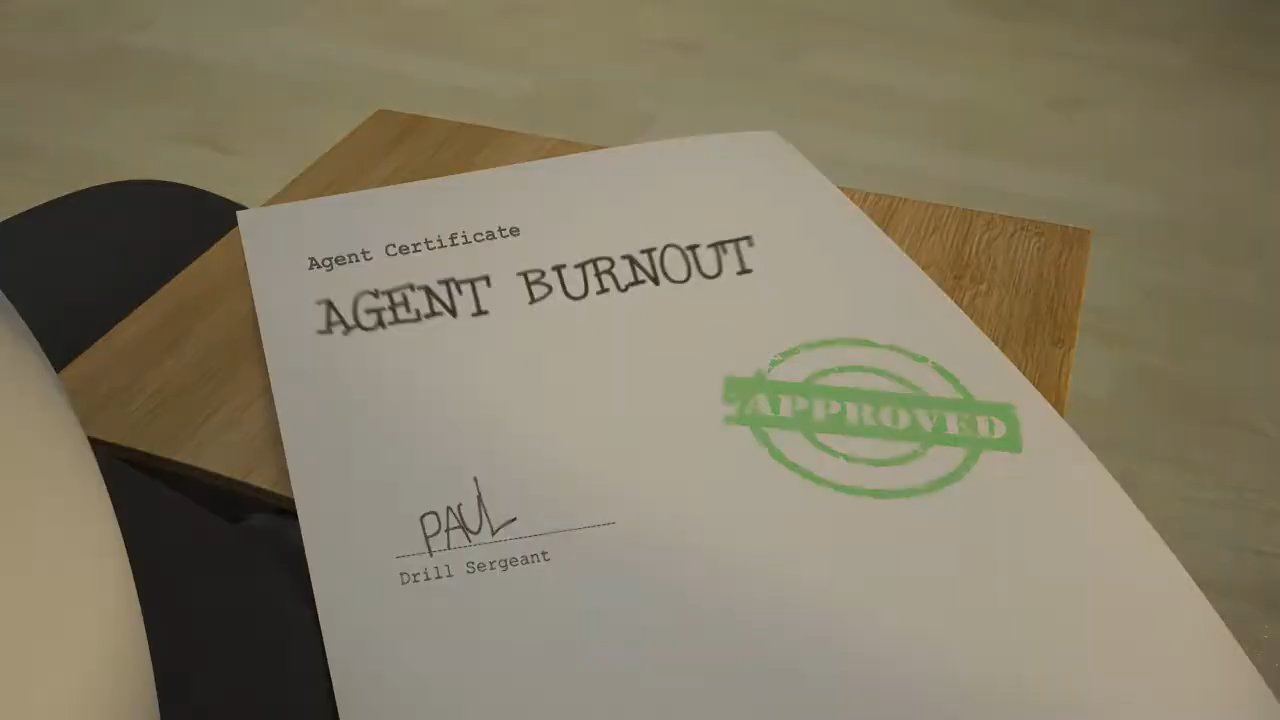 Agent Certificate
AGENT BURNOUT
APPROVED
PAUL
Drill Sergeant